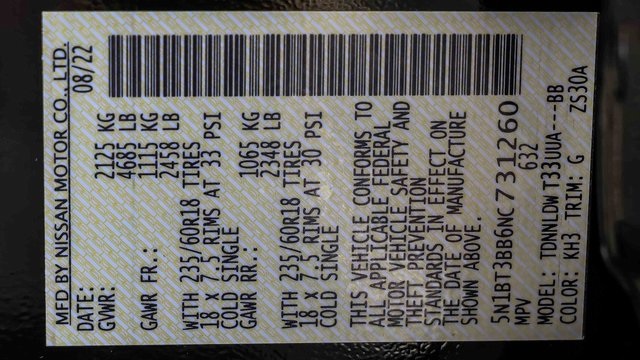 MFD BY NISSAN MOTOR CO., LTD.
DATE: 08/22
GVWR: 2125 KG
4685 LB
GAWR FR.: 1115 KG
2458 LB
WITH 235/60R18 TIRES
18 x 7.5 RIMS AT 33 PSI
COLD SINGLE
GAWR RR.: 1065 KG
2348 LB
WITH 235/60R18 TIRES
18 x 7.5 RIMS AT 30 PSI
COLD SINGLE
THIS VEHICLE CONFORMS TO
ALL APPLICABLE FEDERAL
MOTOR VEHICLE SAFETY AND
THEFT PREVENTION
STANDARDS IN EFFECT ON
THE DATE OF MANUFACTURE
SHOWN ABOVE.
5N1BT3BB6NC731260
MPV 632
MODEL: TDNNLDW T33UUA---BB
COLOR: KH3 TRIM: G ZS30A